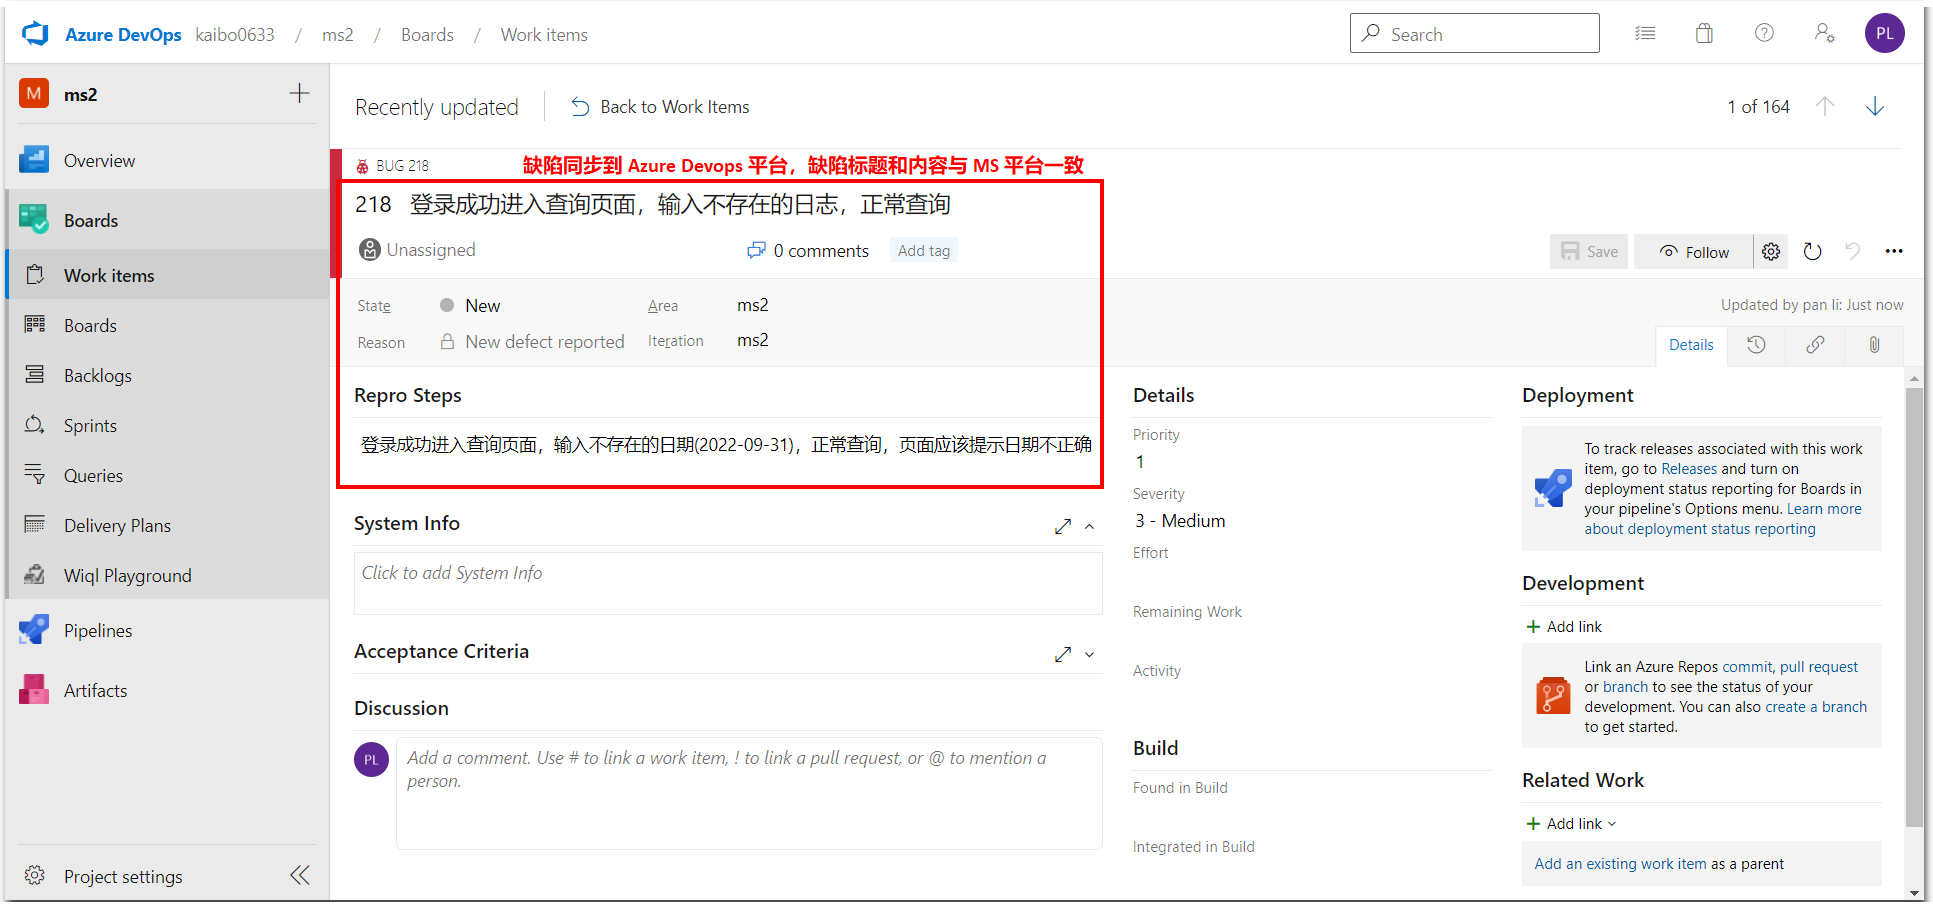 Azure DevOps kaibo0633 / ms2 / Boards / Work items
Search
PL
M ms2
Overview
Boards
Work items
Boards
Backlogs
Sprints
Queries
Delivery Plans
Wiql Playground
Pipelines
Artifacts
Project settings
Recently updated
Back to Work Items
1 of 164
BUG 218
缺陷同步到 Azure Devops 平台，缺陷标题和内容与 MS 平台一致
218 登录成功进入查询页面，输入不存在的日志，正常查询
Unassigned
0 comments
Add tag
Save
Follow
State New
Area ms2
Reason New defect reported
Iteration ms2
Updated by pan li: Just now
Details
Repro Steps
登录成功进入查询页面，输入不存在的日期(2022-09-31)，正常查询，页面应该提示日期不正确
System Info
Click to add System Info
Acceptance Criteria
Discussion
PL
Add a comment. Use # to link a work item, ! to link a pull request, or @ to mention a
person.
Details
Priority
1
Severity
3 - Medium
Effort
Remaining Work
Activity
Build
Found in Build
Integrated in Build
Deployment
To track releases associated with this work
item, go to Releases and turn on
deployment status reporting for Boards in
your pipeline's Options menu. Learn more
about deployment status reporting
Development
Add link
Link an Azure Repos commit, pull request
or branch to see the status of your
development. You can also create a branch
to get started.
Related Work
Add link
Add an existing work item as a parent